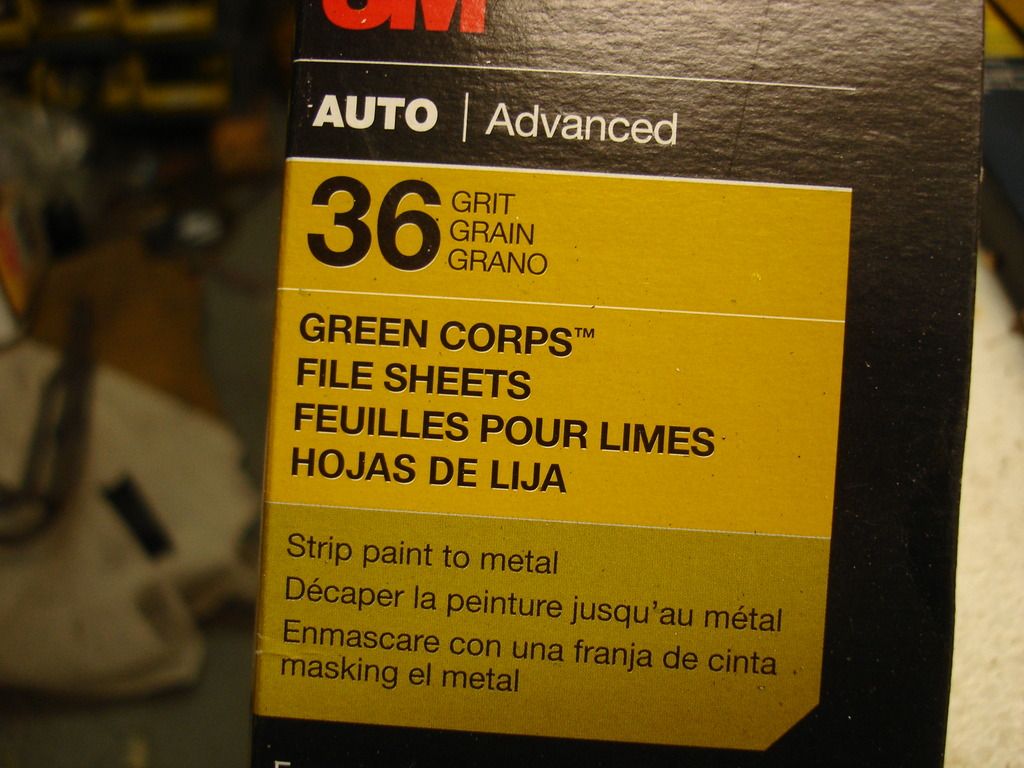 3M
AUTO | Advanced
36 GRIT
GRAIN
GRANO
GREEN CORPS™
FILE SHEETS
FEUILLES POUR LIMES
HOJAS DE LIJA
Strip paint to metal
Décaper la peinture jusqu'au métal
Enmascare con una franja de cinta
masking el metal